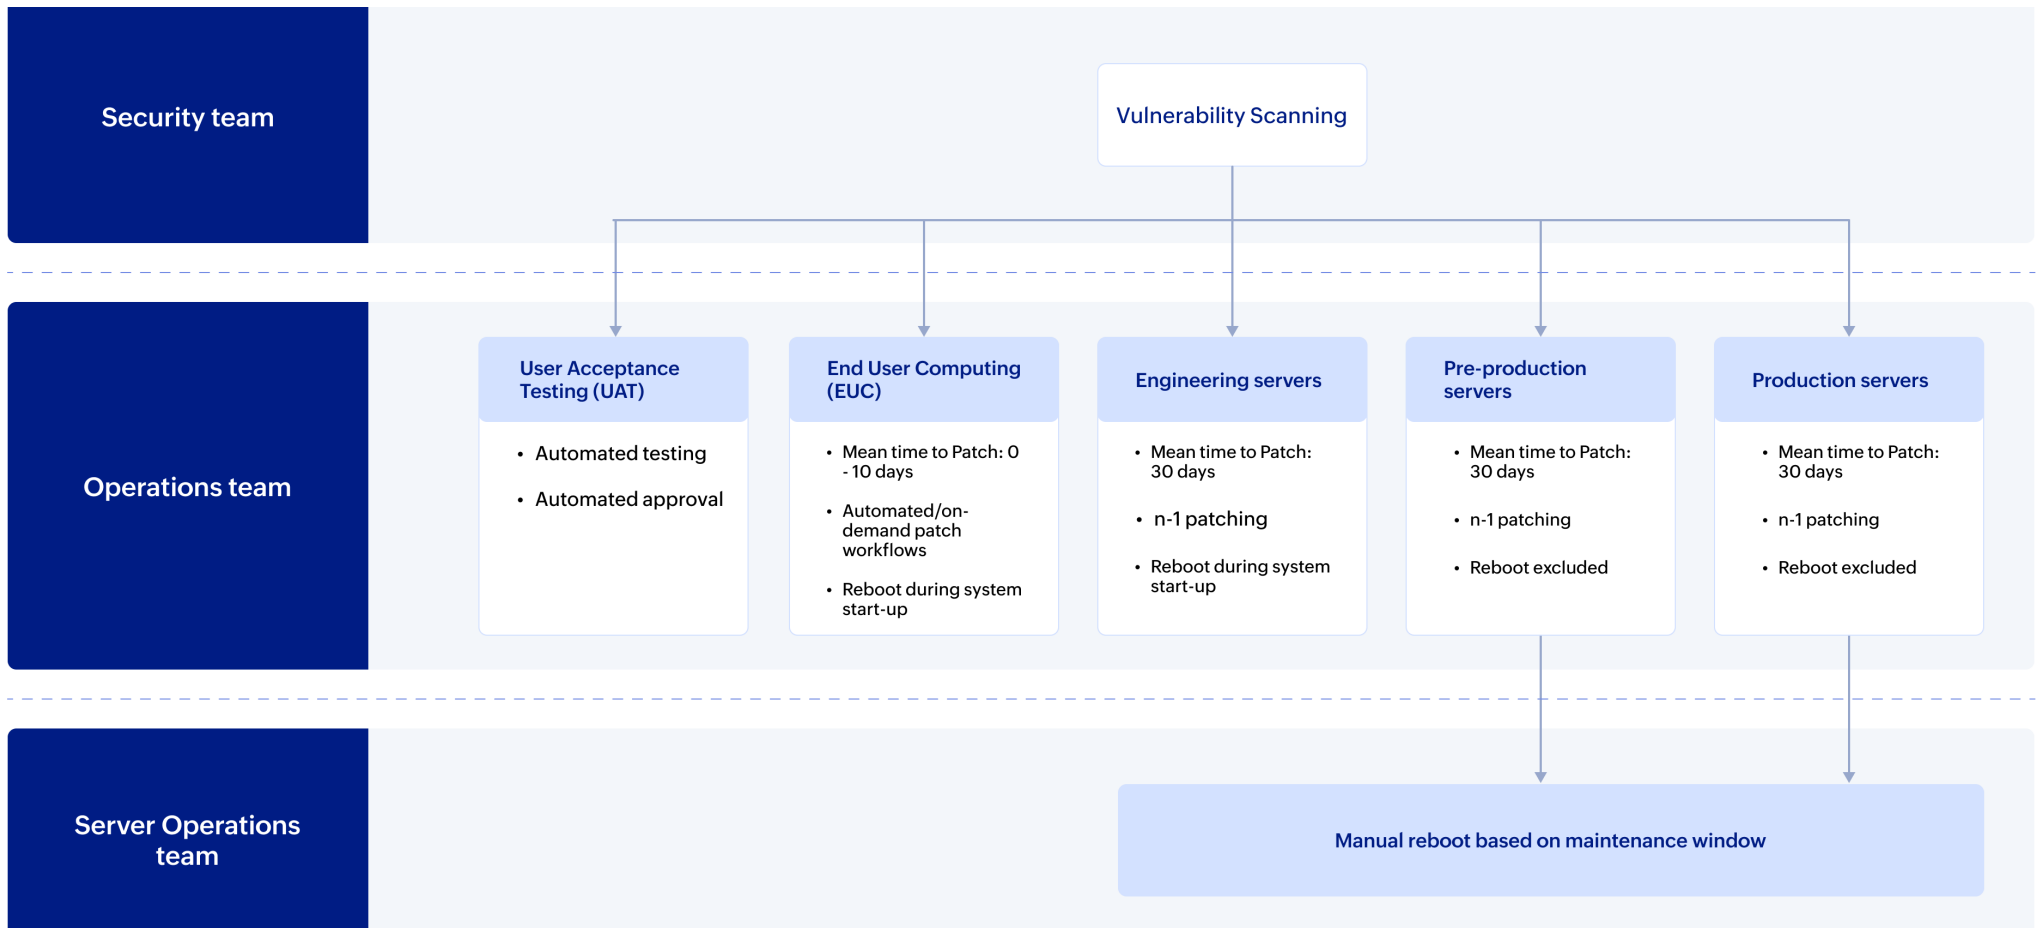 Security team
Vulnerability Scanning
Operations team
User Acceptance
Testing (UAT)
• Automated testing
• Automated approval
End User Computing
(EUC)
• Mean time to Patch: 0
- 10 days
• Automated/on-
demand patch
workflows
• Reboot during system
start-up
Engineering servers
• Mean time to Patch:
30 days
• n-1 patching
• Reboot during system
start-up
Pre-production
servers
• Mean time to Patch:
30 days
• n-1 patching
• Reboot excluded
Production servers
• Mean time to Patch:
30 days
• n-1 patching
• Reboot excluded
Server Operations
team
Manual reboot based on maintenance window